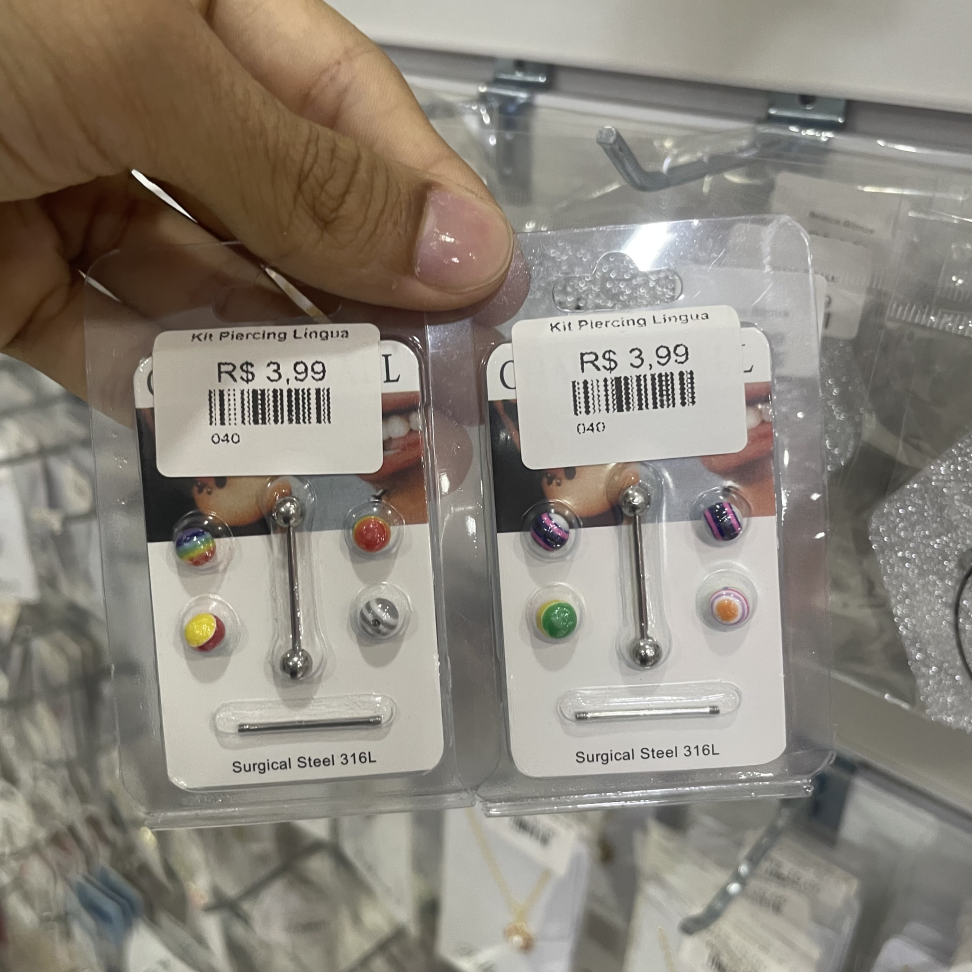 Kit Piercing Lingua
R$ 3,99
040
L
Surgical Steel 316L
Kit Piercing Lingua
R$ 3,99
040
L
Surgical Steel 316L